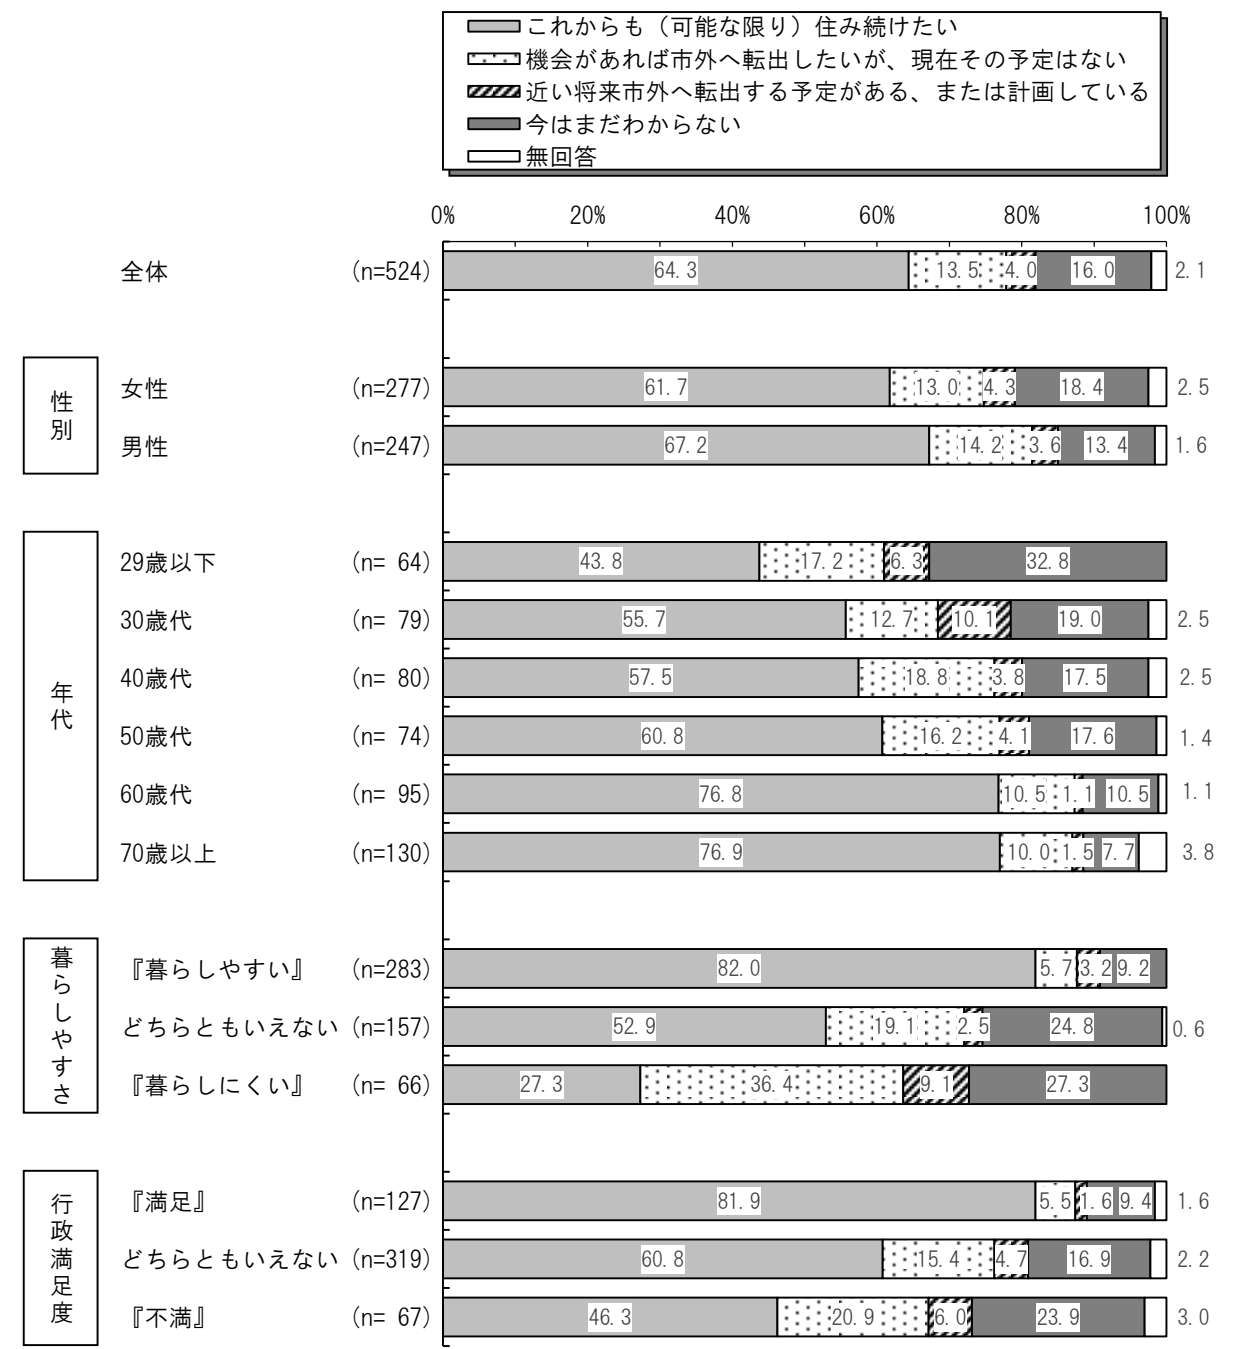 これからも（可能な限り）住み続けたい
機会があれば市外へ転出したいが、現在その予定はない
近い将来市外へ転出する予定がある、または計画している
今はまだわからない
無回答
0% 20% 40% 60% 80% 100%
全体 (n=524) 64.3 13.5 4.0 16.0 2.1
性別
女性 (n=277) 61.7 13.0 4.3 18.4 2.5
男性 (n=247) 67.2 14.2 3.6 13.4 1.6
年代
29歳以下 (n= 64) 43.8 17.2 6.3 32.8
30歳代 (n= 79) 55.7 12.7 10.1 19.0 2.5
40歳代 (n= 80) 57.5 18.8 3.8 17.5 2.5
50歳代 (n= 74) 60.8 16.2 4.1 17.6 1.4
60歳代 (n= 95) 76.8 10.5 1.1 10.5 1.1
70歳以上 (n=130) 76.9 10.0 1.5 7.7 3.8
暮らしやすさ
『暮らしやすい』 (n=283) 82.0 5.7 3.2 9.2
どちらともいえない (n=157) 52.9 19.1 2.5 24.8 0.6
『暮らしにくい』 (n= 66) 27.3 36.4 9.1 27.3
行政満足度
『満足』 (n=127) 81.9 5.5 1.6 9.4 1.6
どちらともいえない (n=319) 60.8 15.4 4.7 16.9 2.2
『不満』 (n= 67) 46.3 20.9 6.0 23.9 3.0